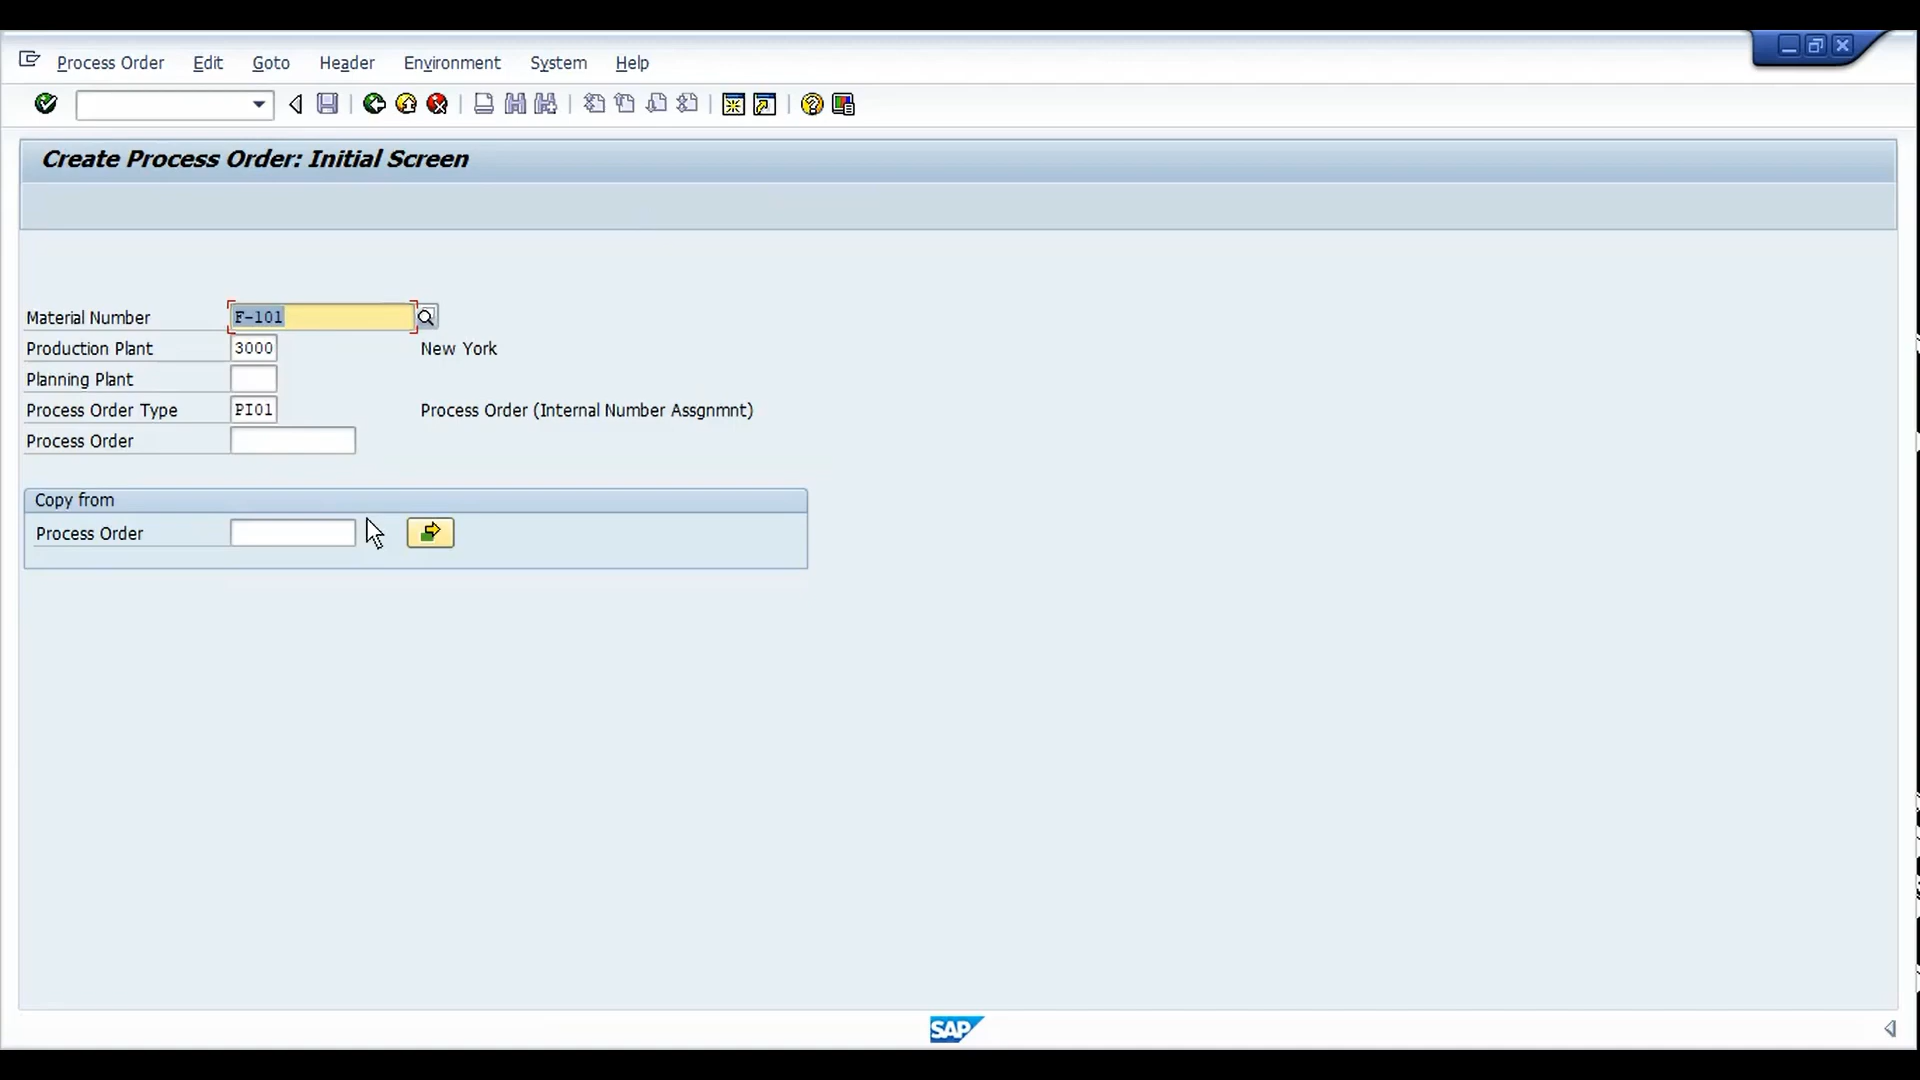 Process Order Edit Goto Header Environment System Help
Create Process Order: Initial Screen
Material Number F-101
Production Plant 3000 New York
Planning Plant
Process Order Type PI01 Process Order (Internal Number Assgnmnt)
Process Order
Copy from
Process Order
SAP